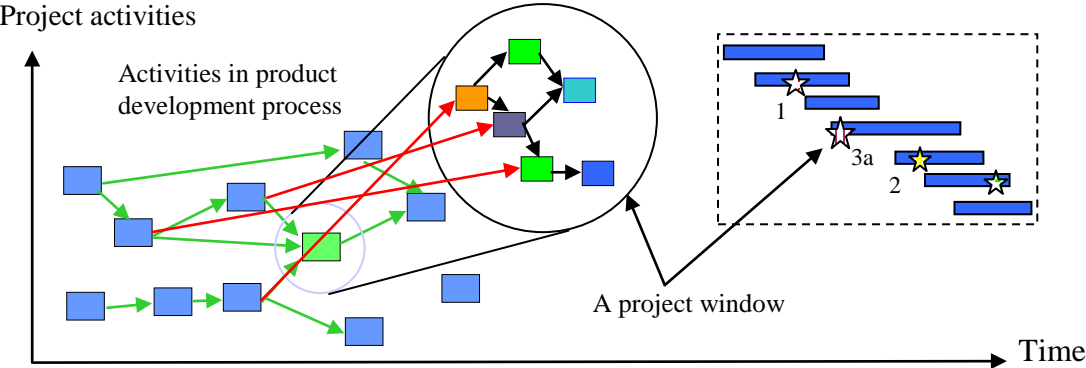 Project activities
Activities in product
development process
1
3a
2
A project window
Time